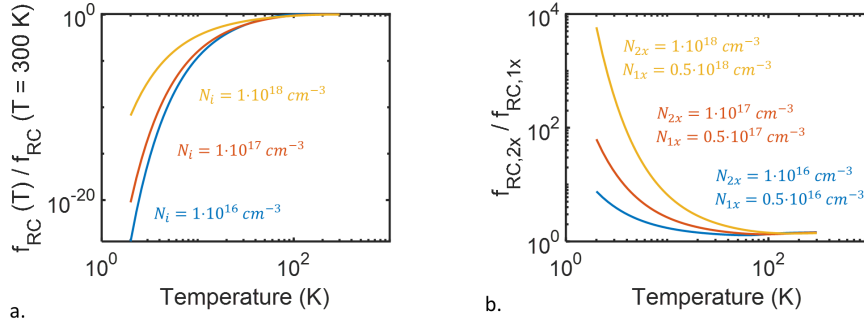 f_RC (T) / f_RC (T = 300 K)
10^0
10^-20
N_i = 1·10^18 cm^-3
N_i = 1·10^17 cm^-3
N_i = 1·10^16 cm^-3
10^0
10^2
Temperature (K)
a.
f_RC,2x / f_RC,1x
10^4
10^2
10^0
N_2x = 1·10^18 cm^-3
N_1x = 0.5·10^18 cm^-3
N_2x = 1·10^17 cm^-3
N_1x = 0.5·10^17 cm^-3
N_2x = 1·10^16 cm^-3
N_1x = 0.5·10^16 cm^-3
10^0
10^2
Temperature (K)
b.